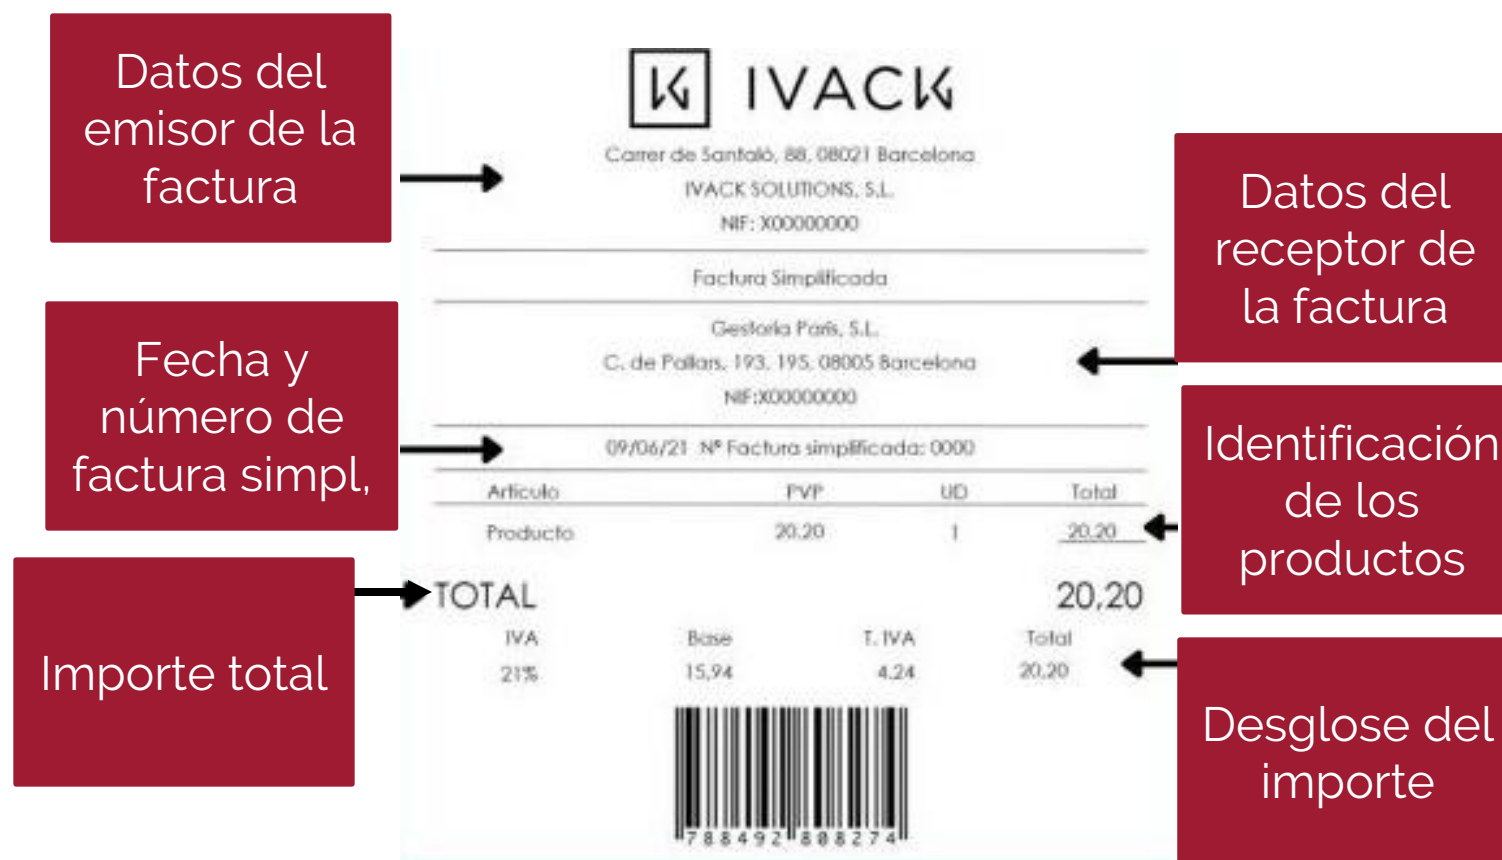 Datos del
emisor de la
factura
IVACK
Carrer de Santaló, 88, 08021 Barcelona
IVACK SOLUTIONS, S.L.
NIF: X00000000
Datos del
receptor de
la factura
Factura Simplificada
Fecha y
número de
factura simpl,
Gestoria París, S.L.
C. de Pallars, 193, 195, 08005 Barcelona
NIF:X00000000
09/06/21 Nº Factura simplificada: 0000
Identificación
de los
productos
Artículo PVP UD Total
Producto 20,20 1 20,20
Importe total
TOTAL 20,20
IVA Base T. IVA Total
21% 15,94 4,24 20,20
Desglose del
importe
788492808274